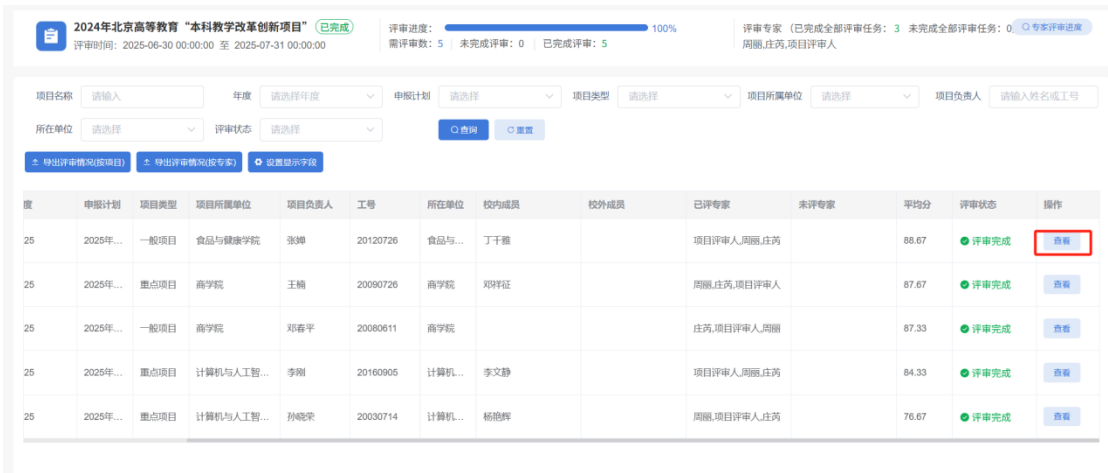 2024年北京高等教育“本科教学改革创新项目” 已完成
评审时间：2025-06-30 00:00:00 至 2025-07-31 00:00:00
评审进度： 100%
需评审数：5 未完成评审：0 已完成评审：5
评审专家（已完成全部评审任务：3 未完成全部评审任务：0 专家评审进度
周丽,庄芮,项目评审人
项目名称 请输入 年度 请选择年度 申报计划 请选择 项目类型 请选择 项目所属单位 请选择 项目负责人 请输入姓名或工号
所在单位 请选择 评审状态 请选择 查询 重置
导出评审情况(按项目) 导出评审情况(按专家) 设置显示字段
度 申报计划 项目类型 项目所属单位 项目负责人 工号 所在单位 校内成员 校外成员 已评专家 未评专家 平均分 评审状态 操作
25 2025年... 一般项目 食品与健康学院 张婵 20120726 食品与... 丁千雅 项目评审人,周丽,庄芮 88.67 评审完成 查看
25 2025年... 重点项目 商学院 王楠 20090726 商学院 邓祥征 周丽,庄芮,项目评审人 87.67 评审完成 查看
25 2025年... 一般项目 商学院 邓春平 20080611 商学院 庄芮,项目评审人,周丽 87.33 评审完成 查看
25 2025年... 重点项目 计算机与人工智... 李刚 20160905 计算机... 李文静 项目评审人,周丽,庄芮 84.33 评审完成 查看
25 2025年... 重点项目 计算机与人工智... 孙晓荣 20030714 计算机... 杨艳辉 周丽,项目评审人,庄芮 76.67 评审完成 查看